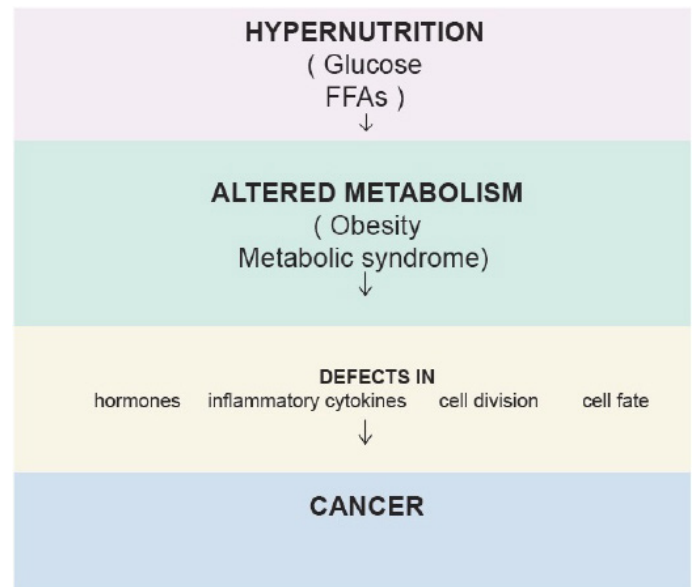 HYPERNUTRITION
( Glucose
FFAs )
↓
ALTERED METABOLISM
( Obesity
Metabolic syndrome)
↓
DEFECTS IN
hormones inflammatory cytokines cell division cell fate
↓
CANCER